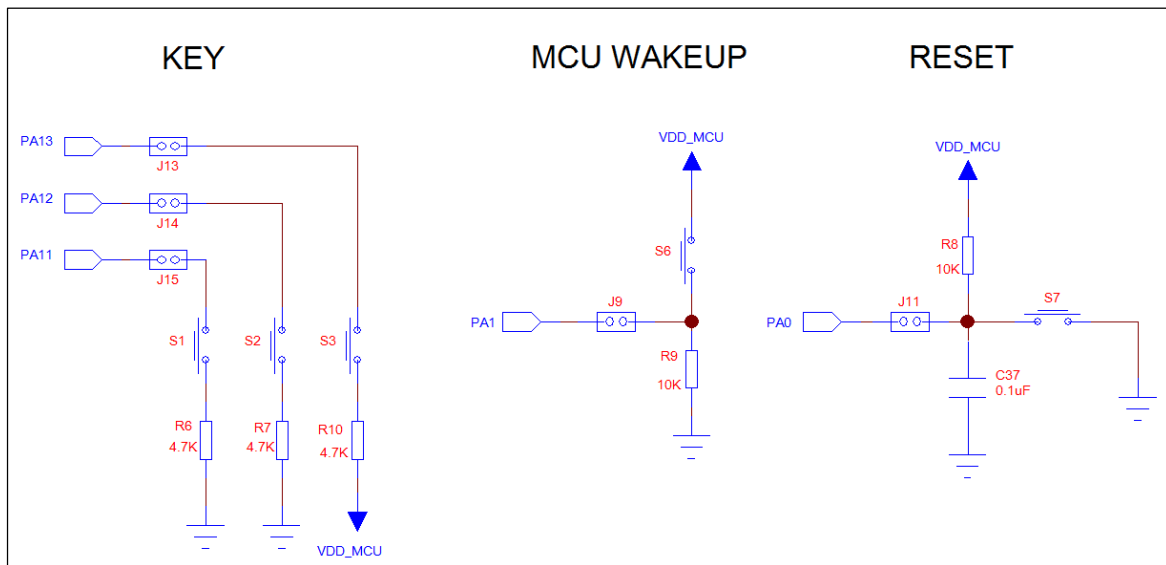 KEY
MCU WAKEUP
RESET
PA13
J13
PA12
J14
PA11
J15
S1
S2
S3
R6
4.7K
R7
4.7K
R10
4.7K
VDD_MCU
VDD_MCU
S6
J9
PA1
R9
10K
VDD_MCU
R8
10K
J11
S7
PA0
C37
0.1uF